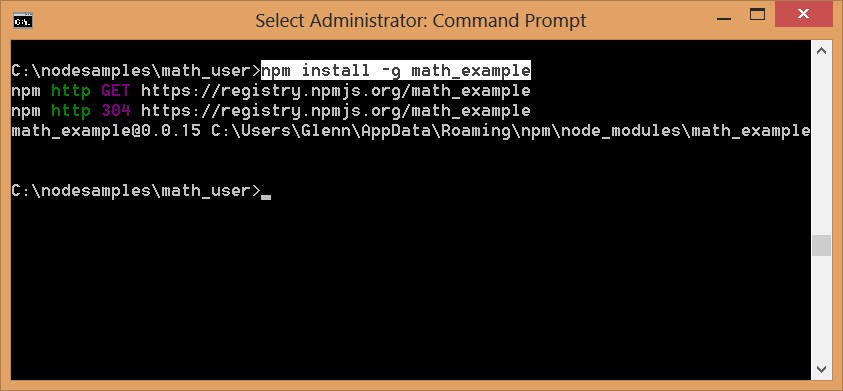 Select Administrator: Command Prompt
C:\nodesamples\math_user>npm install -g math_example
npm http GET https://registry.npmjs.org/math_example
npm http 304 https://registry.npmjs.org/math_example
math_example@0.0.15 C:\Users\Glenn\AppData\Roaming\npm\node_modules\math_example
C:\nodesamples\math_user>